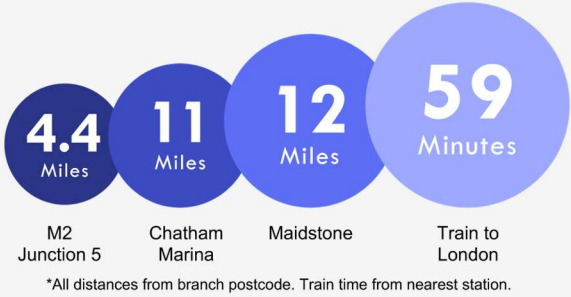 4.4
Miles
11
Miles
12
Miles
59
Minutes
M2
Junction 5
Chatham
Marina
Maidstone
Train to
London
*All distances from branch postcode. Train time from nearest station.